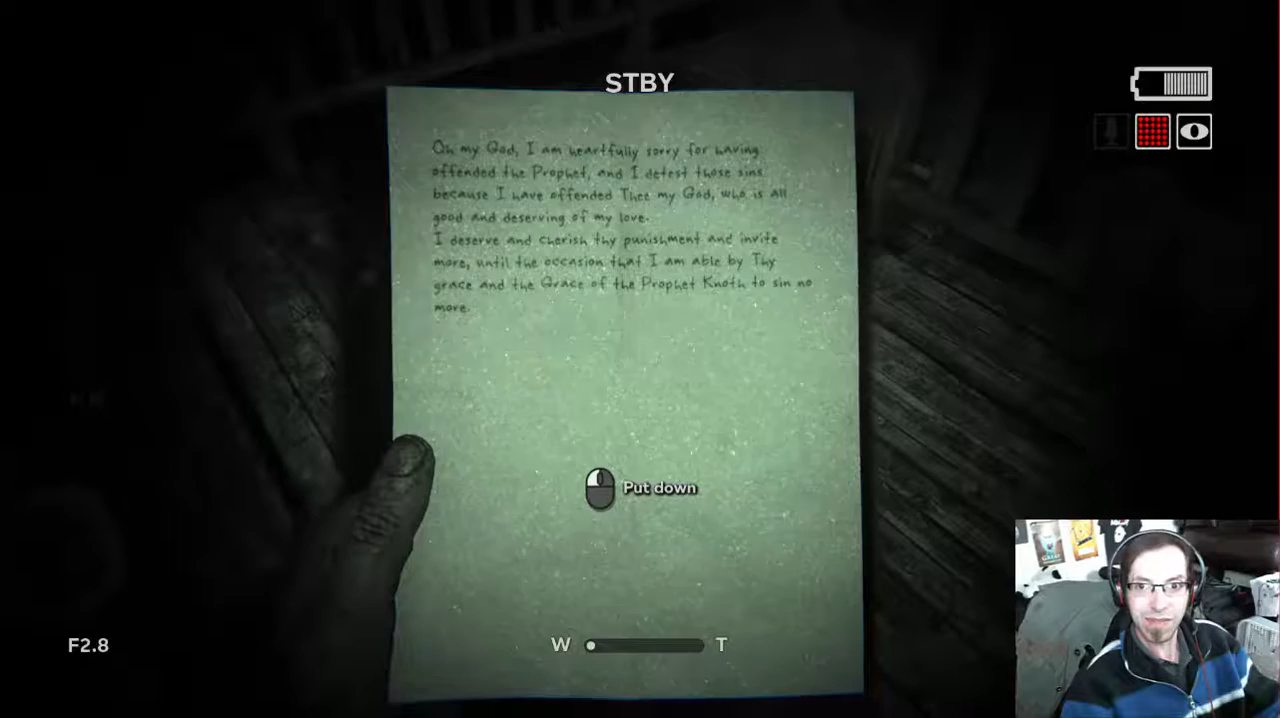 STBY
Oh my God, I am heartfully sorry for having
offended the Prophet, and I detest those sins
because I have offended Thee my God, who is all
good and deserving of my love.
I deserve and cherish thy punishment and invite
more, until the occasion that I am able by Thy
grace and the Grace of the Prophet Knoth to sin no
more.
Put down
F2.8
W T